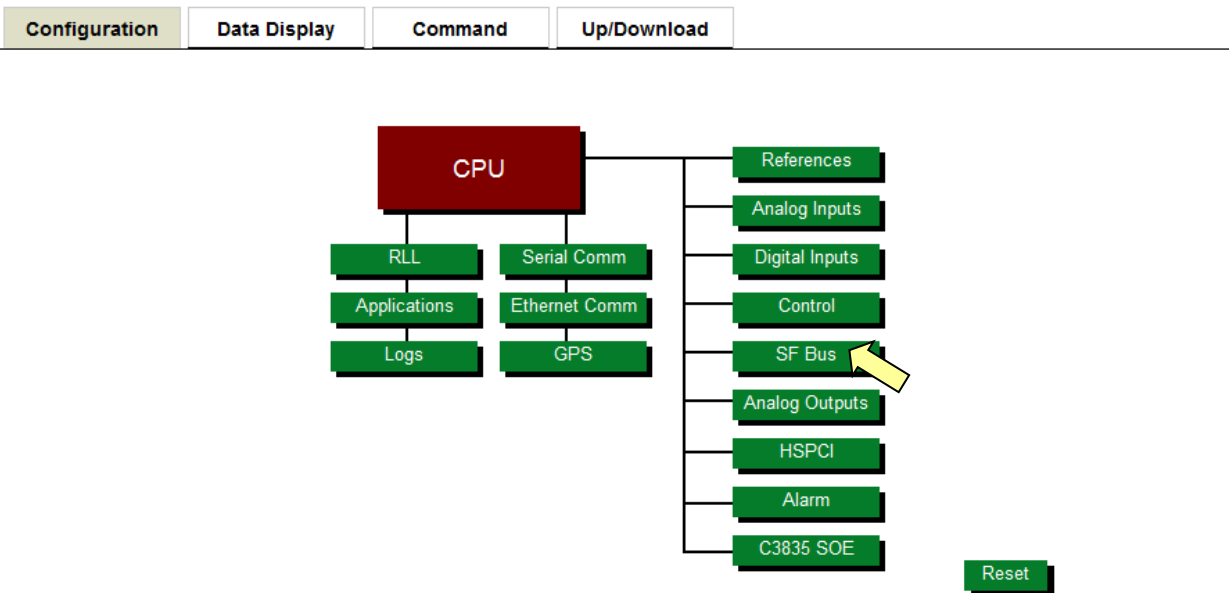 Configuration
Data Display
Command
Up/Download
CPU
RLL
Applications
Logs
Serial Comm
Ethernet Comm
GPS
References
Analog Inputs
Digital Inputs
Control
SF Bus
Analog Outputs
HSPCI
Alarm
C3835 SOE
Reset